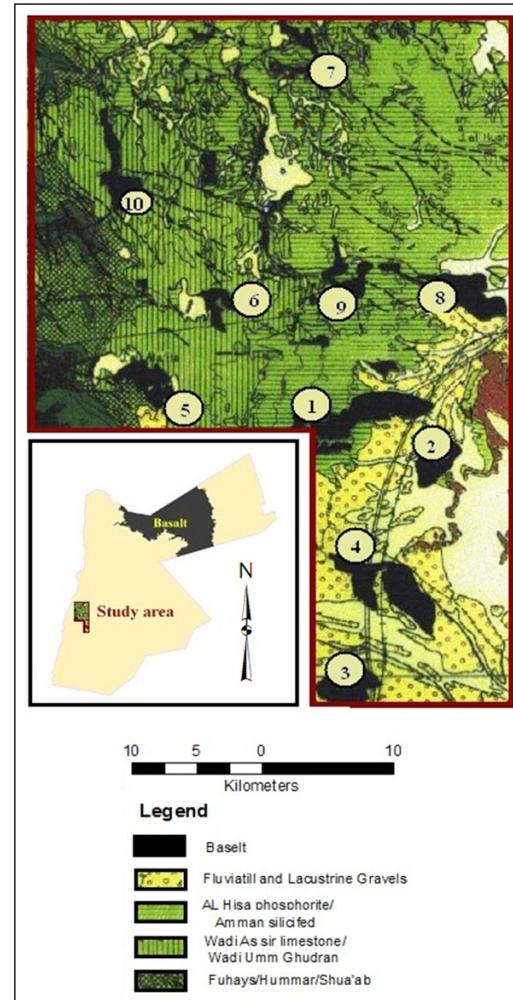 7
10
6
9
8
5
1
2
4
3
Basalt
N
Study area
10 5 0 10
Kilometers
Legend
Baselt
Fluviatill and Lacustrine Gravels
AL Hisa phosphorite/
Amman silicifed
Wadi As sir limestone/
Wadi Umm Ghudran
Fuhays/Hummar/Shua'ab